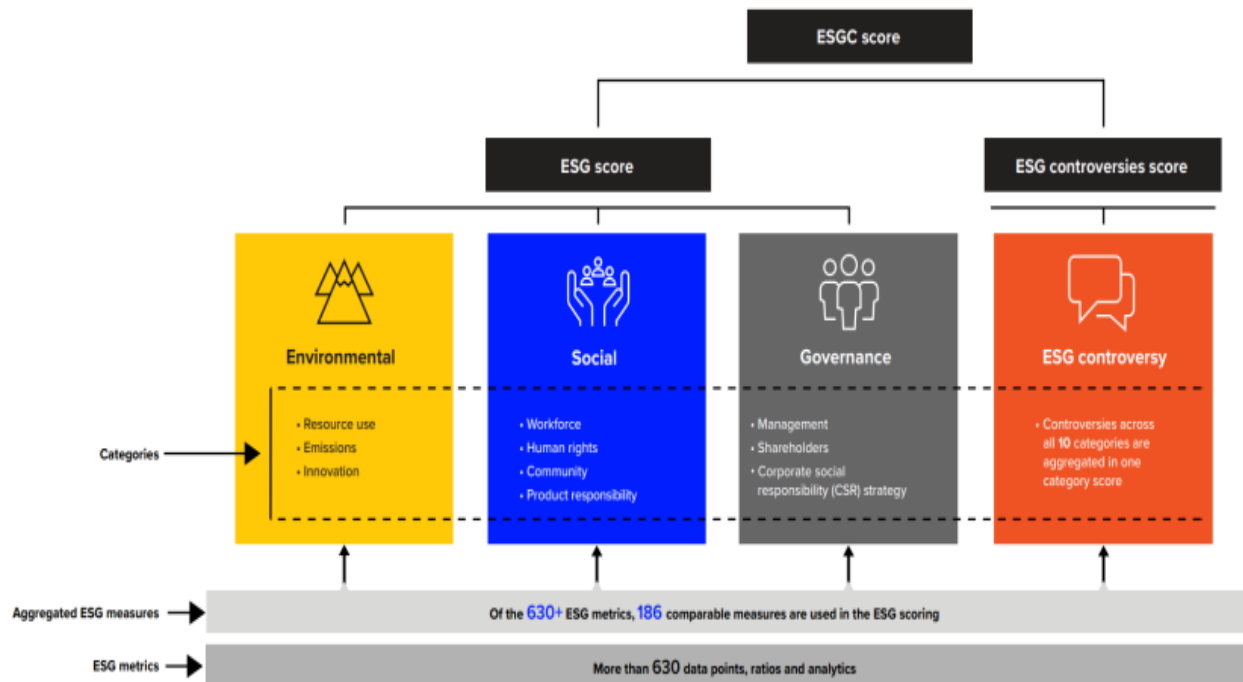 ESGC score
ESG score
ESG controversies score
Environmental
Social
Governance
ESG controversy
Categories
• Resource use
• Emissions
• Innovation
• Workforce
• Human rights
• Community
• Product responsibility
• Management
• Shareholders
• Corporate social
responsibility (CSR) strategy
• Controversies across
all 10 categories are
aggregated in one
category score
Aggregated ESG measures
Of the 630+ ESG metrics, 186 comparable measures are used in the ESG scoring
ESG metrics
More than 630 data points, ratios and analytics